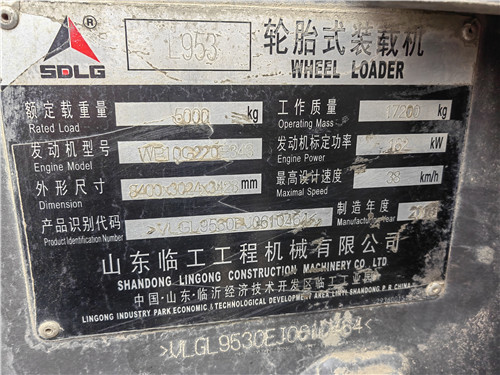 ® SDLG L953 轮胎式装载机
WHEEL LOADER
额定载重量 5000 kg 工作质量 kg
Rated Load Operating Mass
发动机型号 发动机标定功率 162 kW
Engine Model Engine Power
外形尺寸 mm 最高设计速度 38 km/h
Dimension Maximal Speed
产品识别代码 制造年度
Product Identification Number Manufacturing Year
山东临工工程机械有限公司
SHANDONG LINGONG CONSTRUCTION MACHINERY CO., LTD.
中国·山东·临沂经济技术开发区临工工业园
LINGONG INDUSTRY PARK ECONOMIC & TECHNOLOGICAL DEVELOPMENT AREA LINYI SHANDONG P.R. CHINA